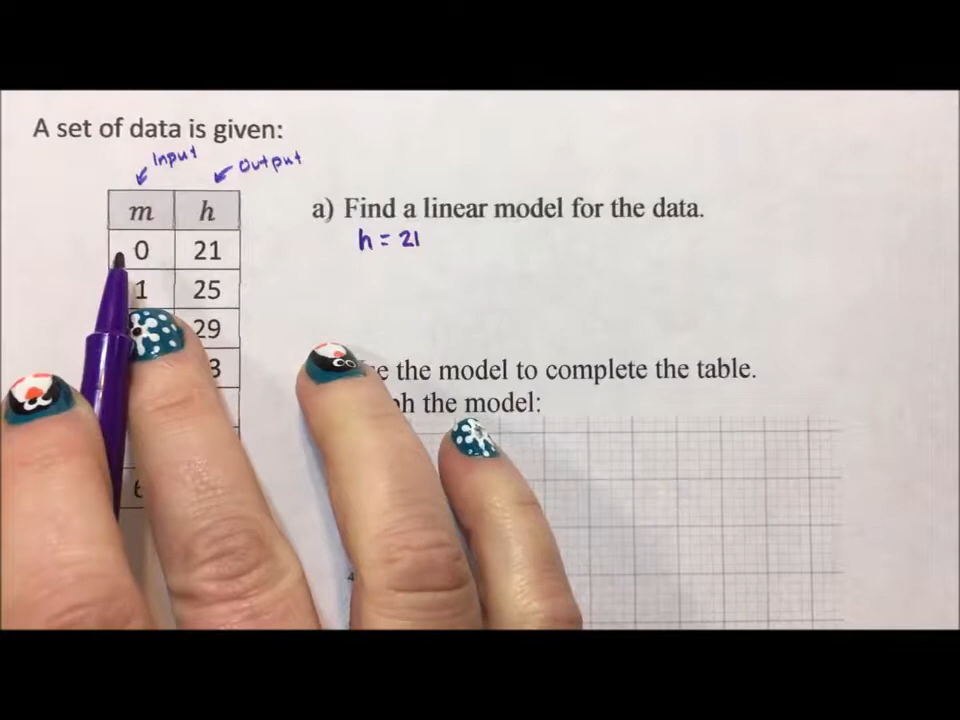 A set of data is given:
Input
Output
m h
0 21
a) Find a linear model for the data.
h = 21
1 25
29
3
the model to complete the table.
the model: